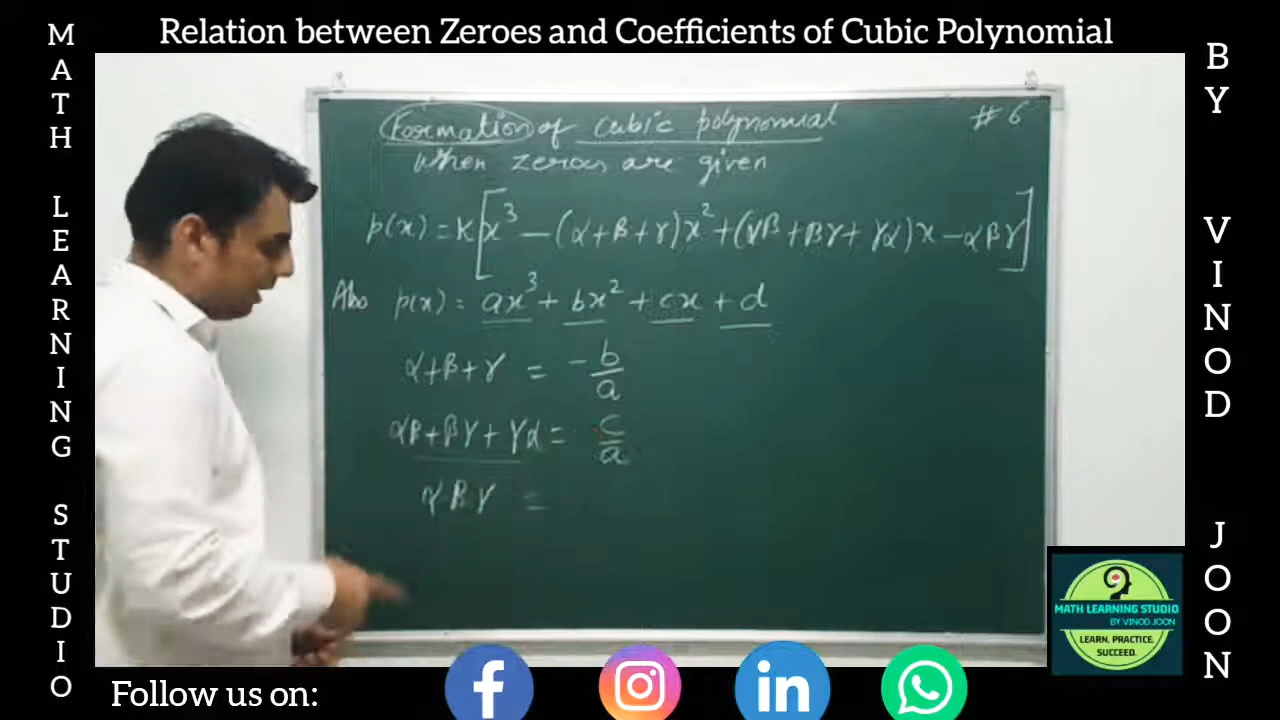 Relation between Zeroes and Coefficients of Cubic Polynomial
MATH LEARNING STUDIO
Formation of cubic polynomial
#6
when zeroes are given
p(x) = K[x³ - (α+β+γ)x² + (αβ+βγ+γα)x - αβγ]
Also p(x) = ax³ + bx² + cx + d
α+β+γ = -b/a
αβ+βγ+γα = c/a
αβγ =
BY VINOD JOON
MATH LEARNING STUDIO
BY VINOD JOON
LEARN. PRACTICE.
SUCCEED.
Follow us on:
f
in